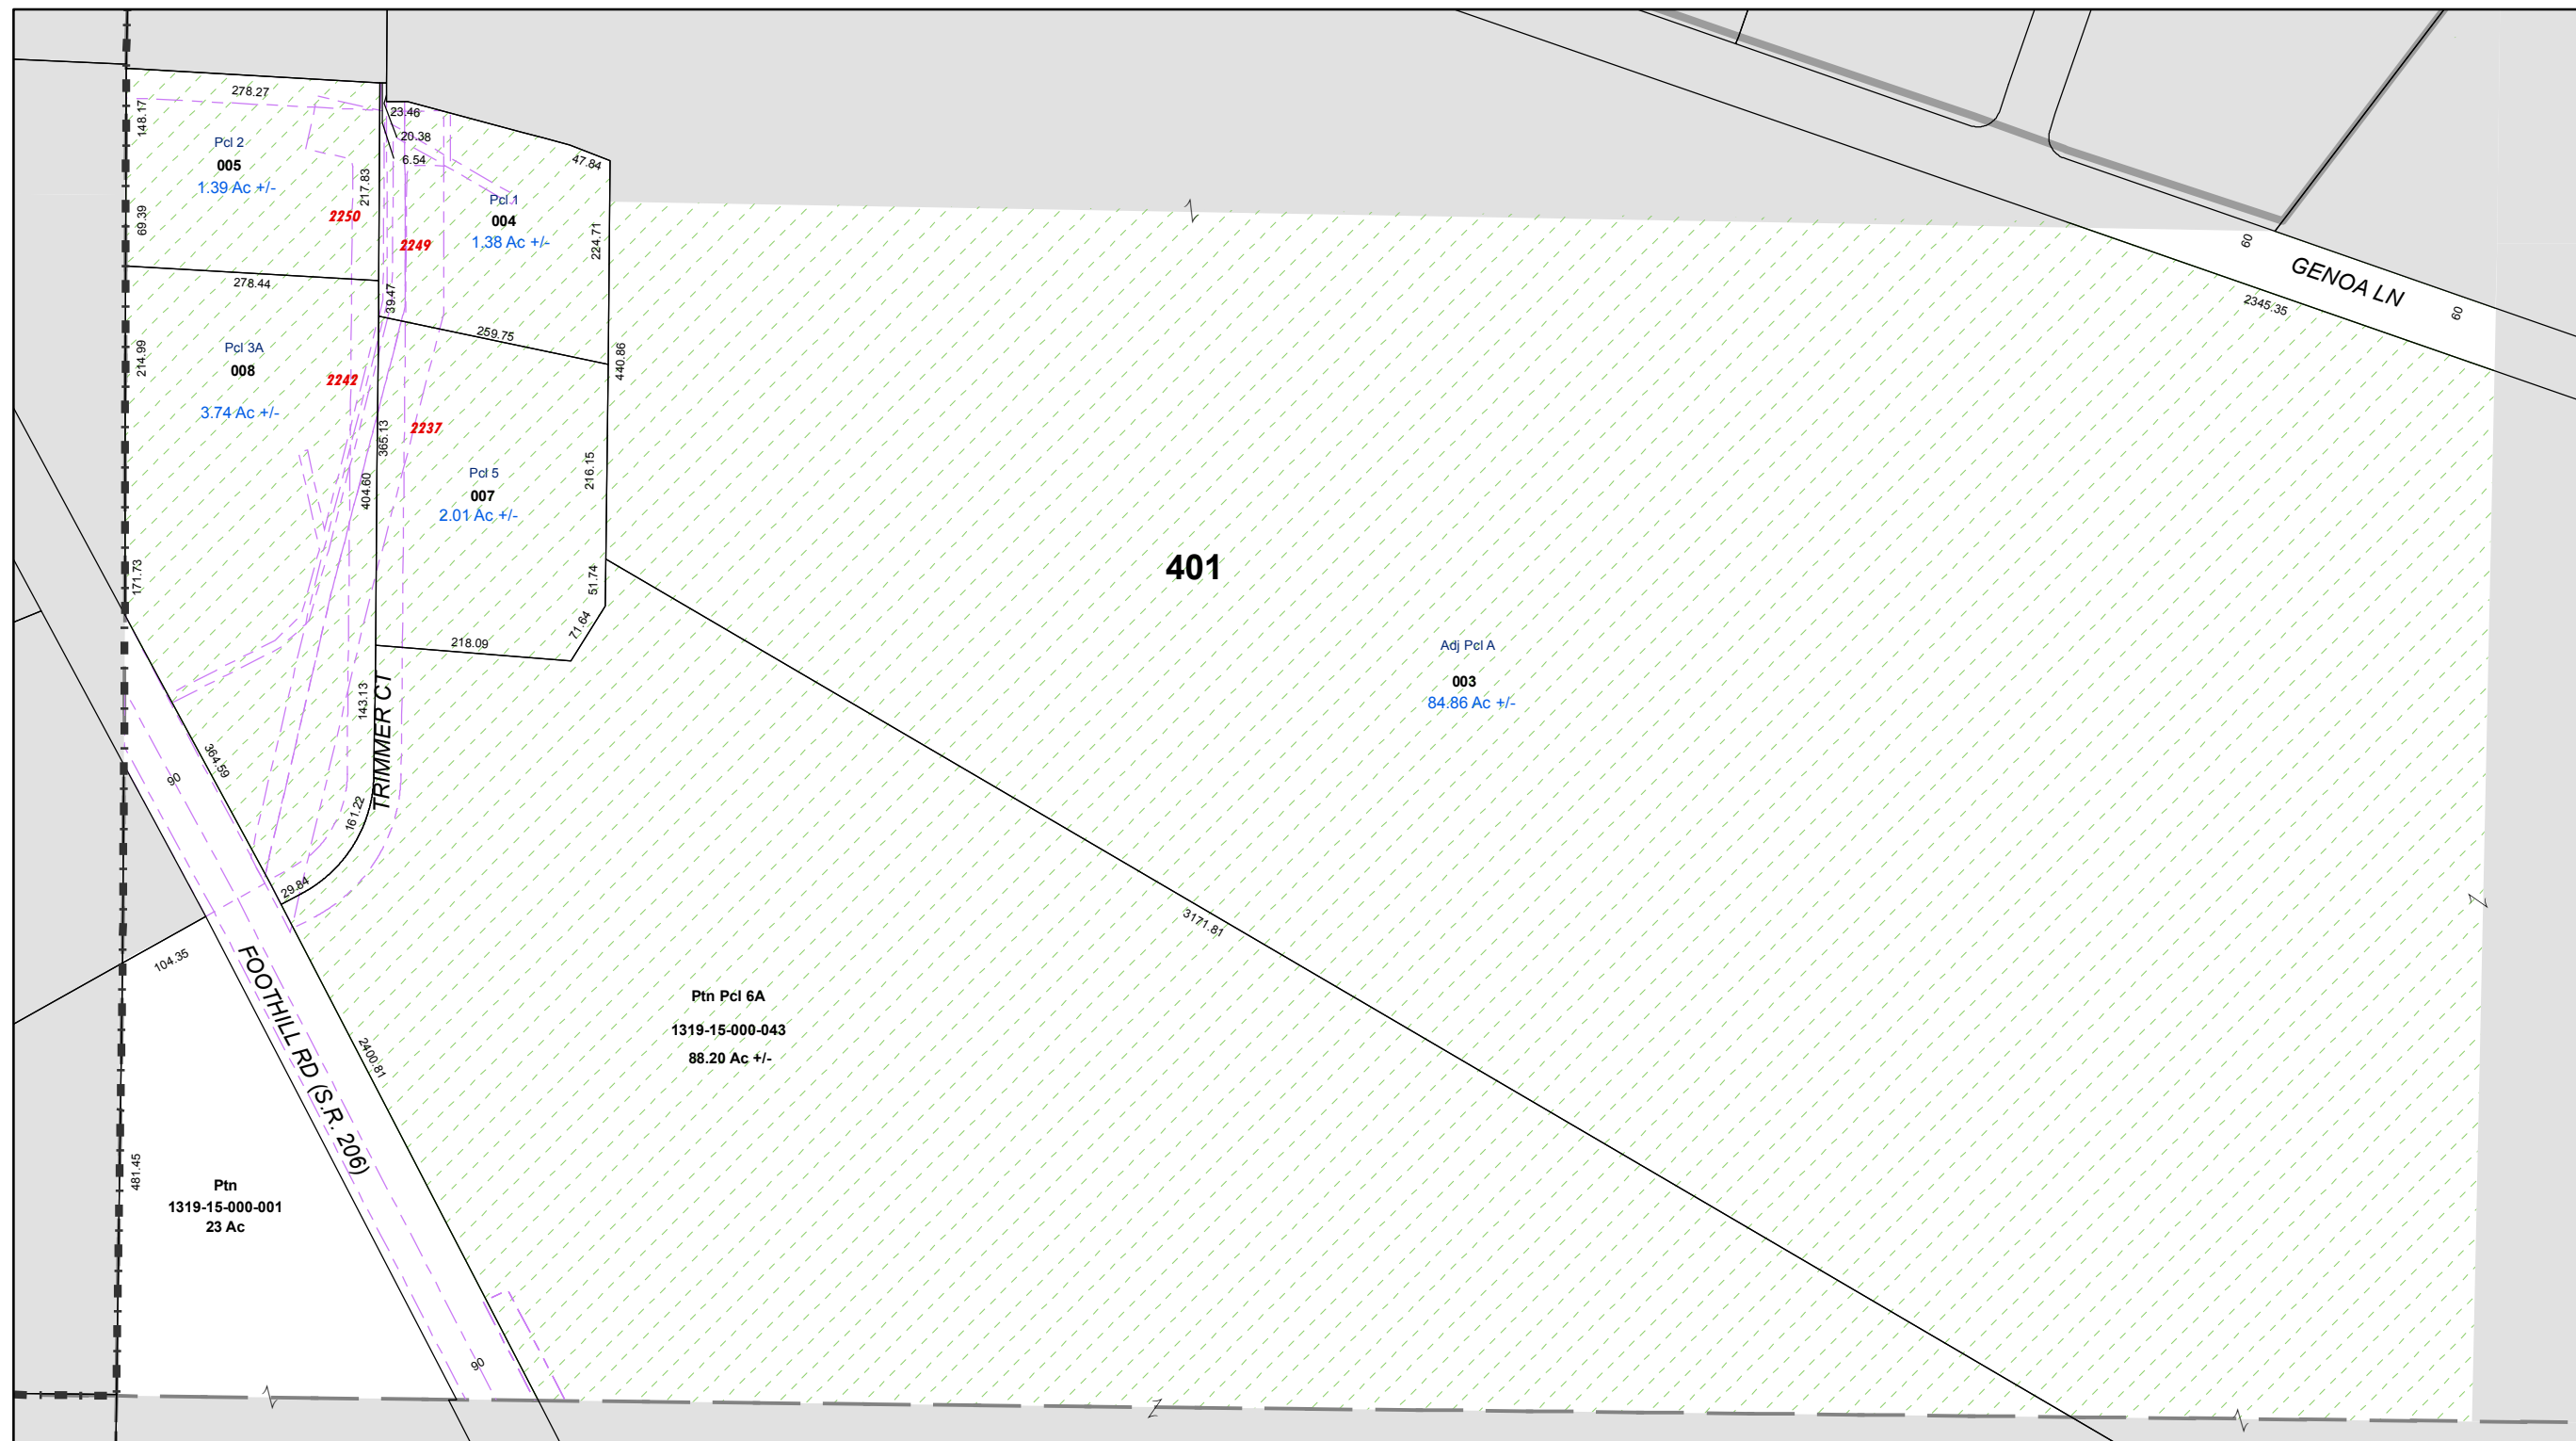 278.27
148.17
23.46
20.38
6.54
47.84
Pcl 2
005
1.39 Ac +/-
217.83
Pcl 1
004
1.38 Ac +/-
69.39
2250
2249
224.71
60
GENOA LN
60
2345.35
278.44
39.47
259.75
Pcl 3A
008
3.74 Ac +/-
214.99
2242
440.86
2237
365.13
Pcl 5
007
2.01 Ac +/-
404.60
216.15
401
171.73
51.74
71.64
218.09
Adj Pcl A
003
84.86 Ac +/-
143.13
TRIMMER CT
364.59
90
161.22
29.84
3171.81
104.35
FOOTHILL RD (S.R. 206)
Ptn Pcl 6A
1319-15-000-043
88.20 Ac +/-
2400.81
481.45
Ptn
1319-15-000-001
23 Ac
90